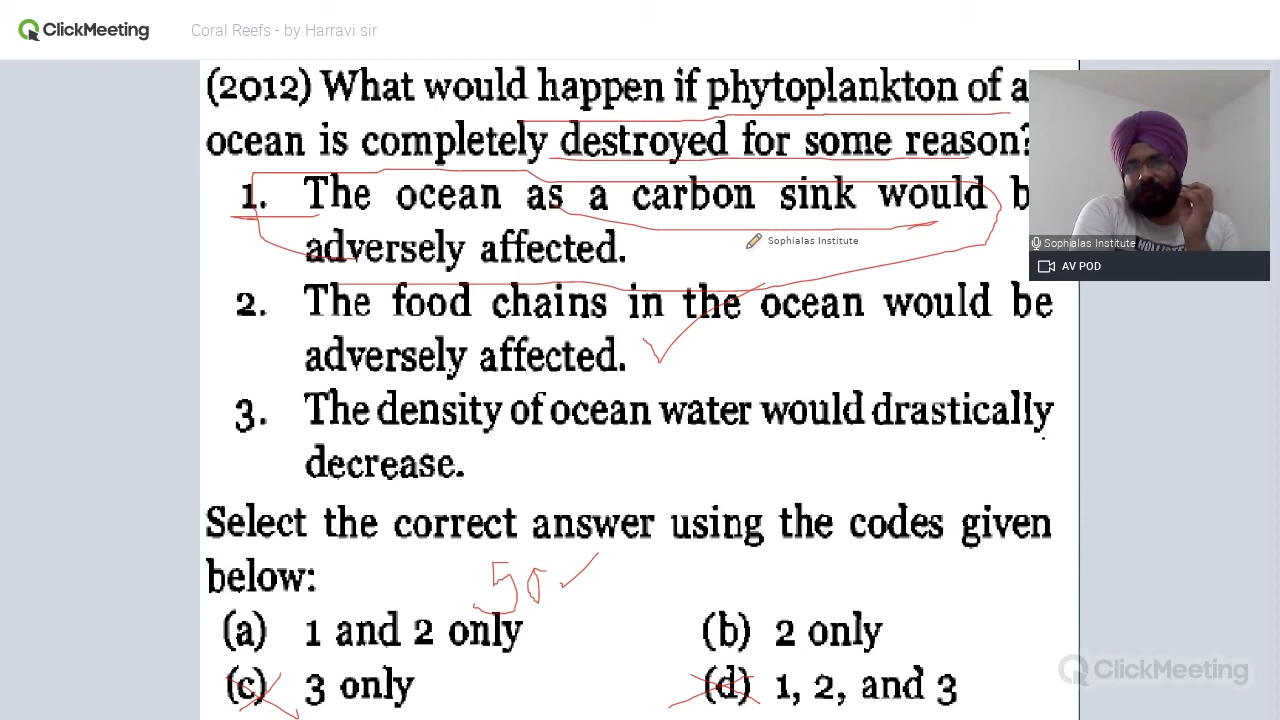 ClickMeeting
Coral Reefs - by Harravi sir
(2012) What would happen if phytoplankton of a
ocean is completely destroyed for some reason?
1. The ocean as a carbon sink would b
adversely affected.
Sophialas Institute
Sophialas Institute
AV POD
2. The food chains in the ocean would be
adversely affected.
3. The density of ocean water would drastically
decrease.
Select the correct answer using the codes given
below:
50
(a) 1 and 2 only (b) 2 only
(c) 3 only (d) 1, 2, and 3
ClickMeeting